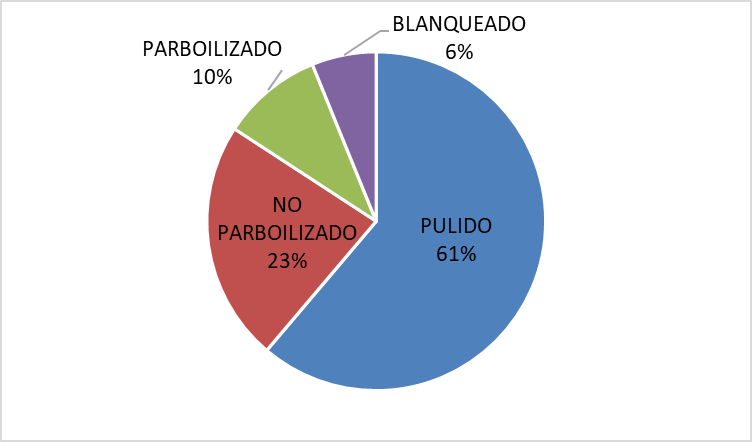 BLANQUEADO
6%
PARBOILIZADO
10%
NO
PARBOILIZADO
23%
PULIDO
61%